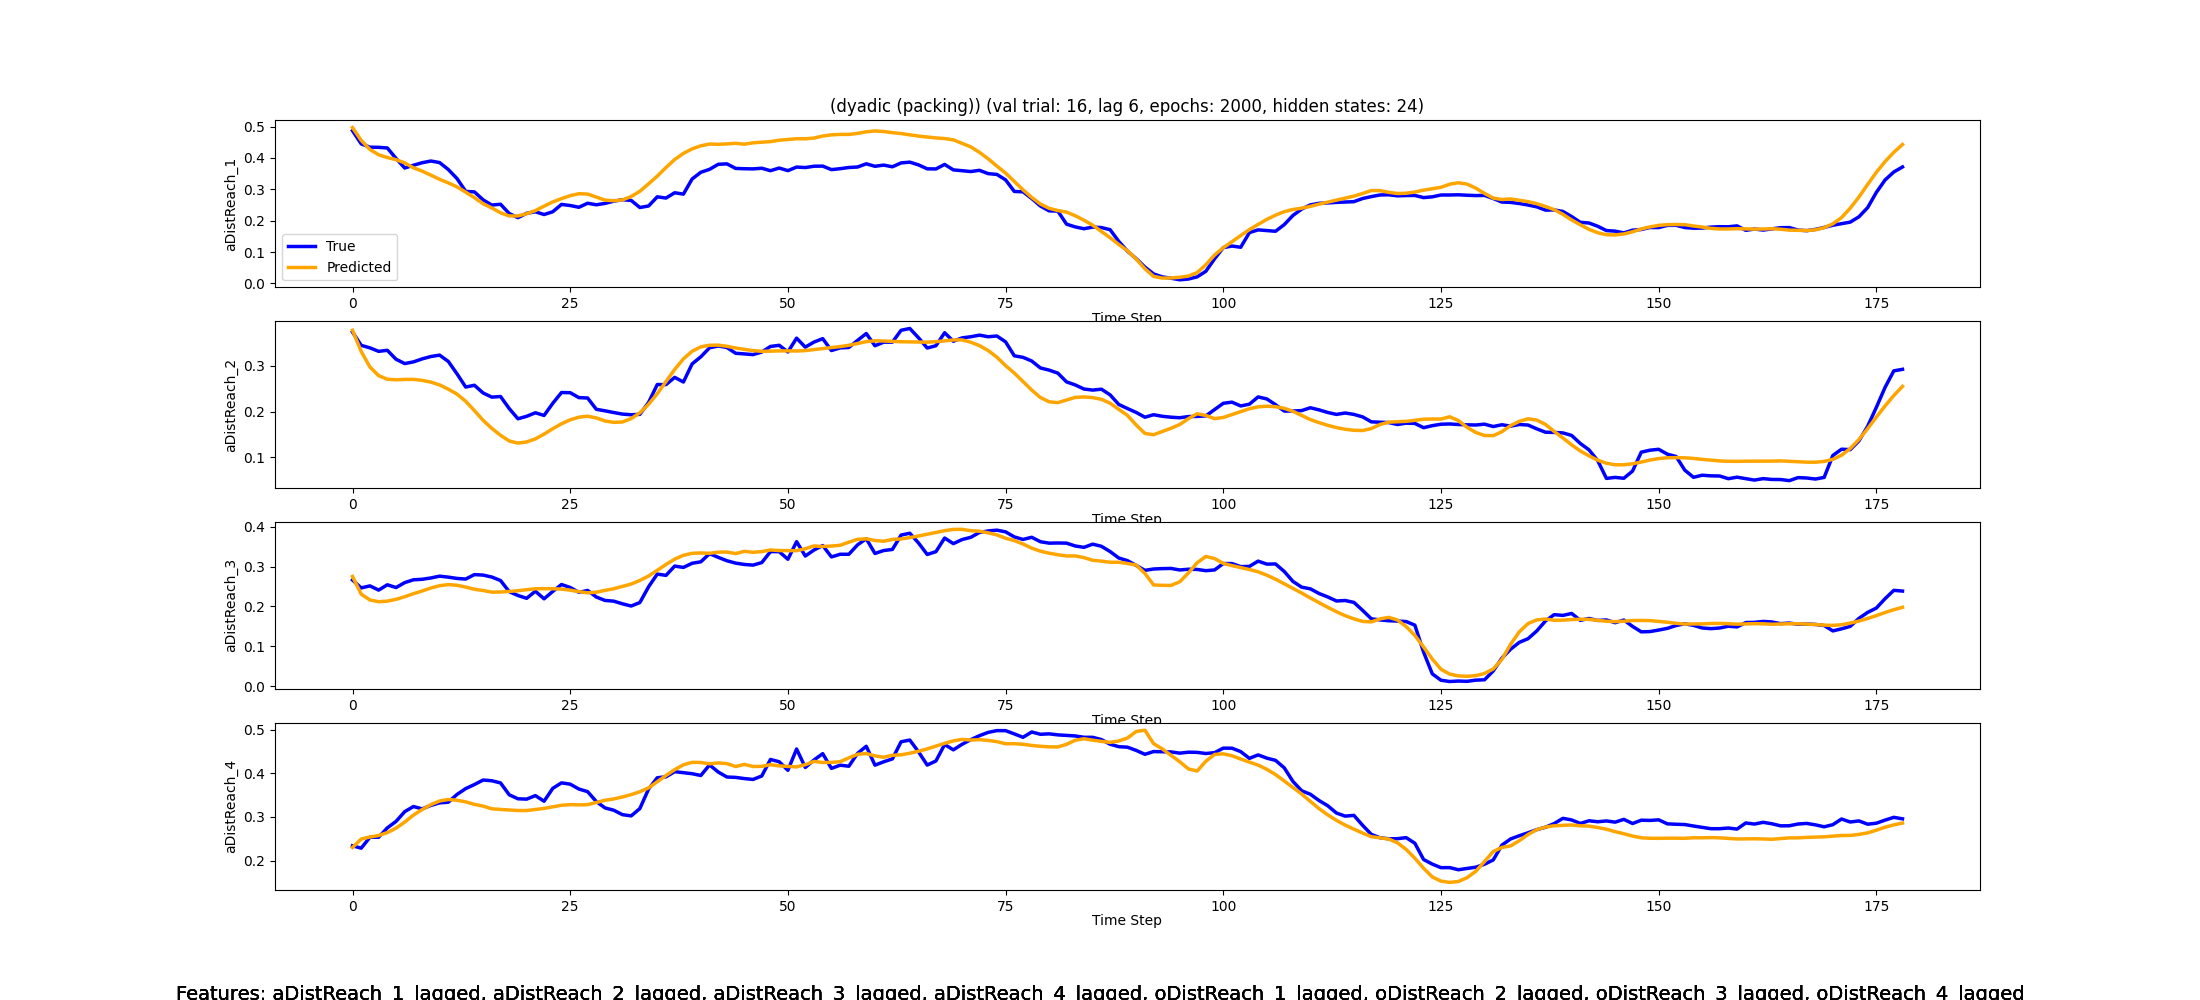 (dyadic (packing)) (val trial: 16, lag 6, epochs: 2000, hidden states: 24)
aDistReach_1
0.5
0.4
0.3
0.2
0.1
0.0
True
Predicted
0 25 50 75 100 125 150 175
Time Step
aDistReach_2
0.3
0.2
0.1
0 25 50 75 100 125 150 175
Time Step
aDistReach_3
0.4
0.3
0.2
0.1
0.0
0 25 50 75 100 125 150 175
Time Step
aDistReach_4
0.5
0.4
0.3
0.2
0 25 50 75 100 125 150 175
Time Step
Features: aDistReach_1_lagged, aDistReach_2_lagged, aDistReach_3_lagged, aDistReach_4_lagged, oDistReach_1_lagged, oDistReach_2_lagged, oDistReach_3_lagged, oDistReach_4_lagged